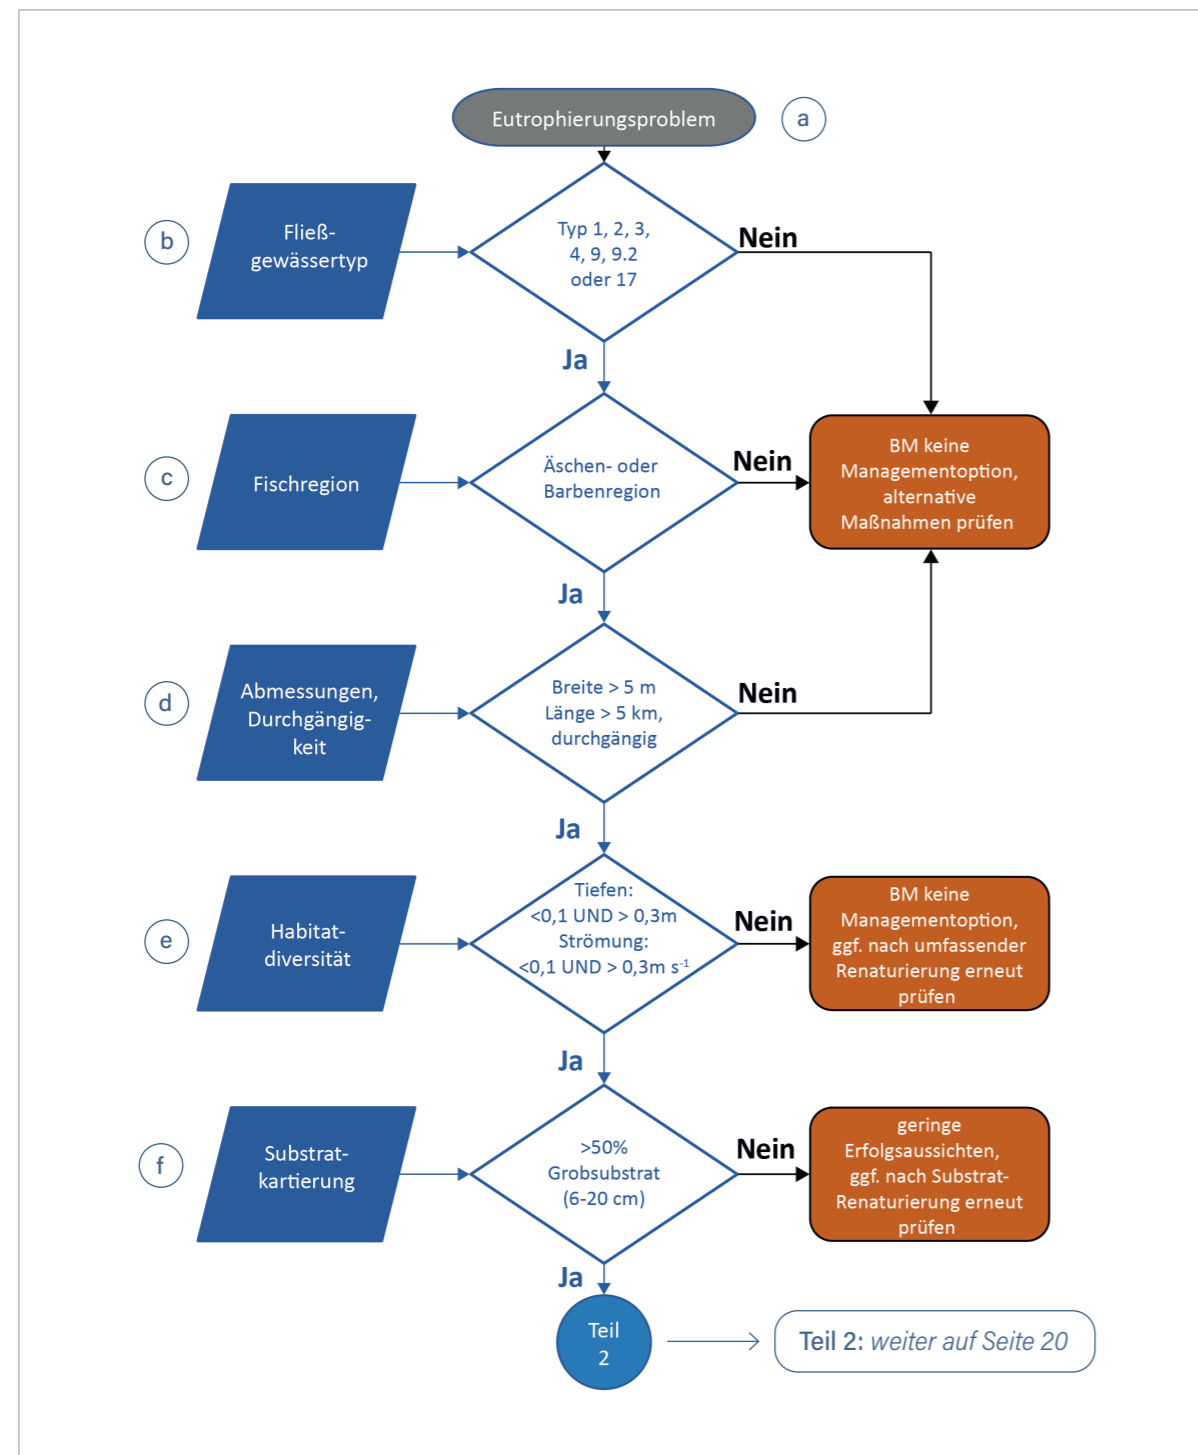 Eutrophierungsproblem
a
b
Fließ-
gewässertyp
Typ 1, 2, 3,
4, 9, 9.2
oder 17
Nein
Ja
c
Fischregion
Äschen- oder
Barbenregion
Nein
BM keine
Managementoption,
alternative
Maßnahmen prüfen
Ja
d
Abmessungen,
Durchgängig-
keit
Breite > 5 m
Länge > 5 km,
durchgängig
Nein
Ja
e
Habitat-
diversität
Tiefen:
<0,1 UND > 0,3m
Strömung:
<0,1 UND > 0,3m s⁻¹
Nein
BM keine
Managementoption,
ggf. nach umfassender
Renaturierung erneut
prüfen
Ja
f
Substrat-
kartierung
>50%
Grobsubstrat
(6-20 cm)
Nein
geringe
Erfolgsaussichten,
ggf. nach Substrat-
Renaturierung erneut
prüfen
Ja
Teil
2
Teil 2: weiter auf Seite 20